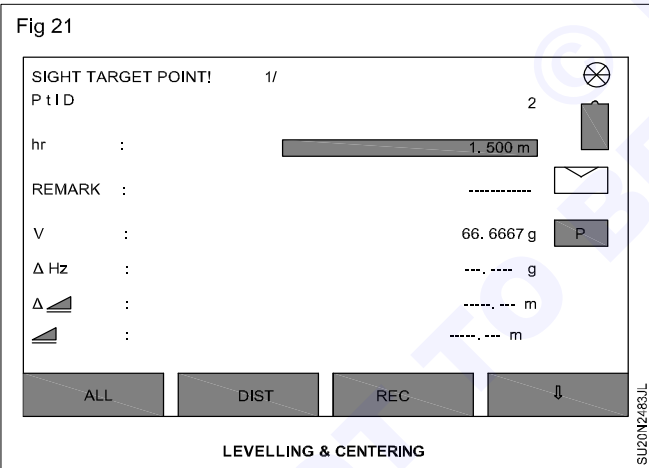 Fig 21
SIGHT TARGET POINT! 1/
PtID 2
hr : 1.500 m
REMARK : ------------
V : 66.6667 g P
Δ Hz : ---.---- g
Δ : -----.--- m
: -----.--- m
ALL DIST REC ⇩
LEVELLING & CENTERING
SU20N2483JL